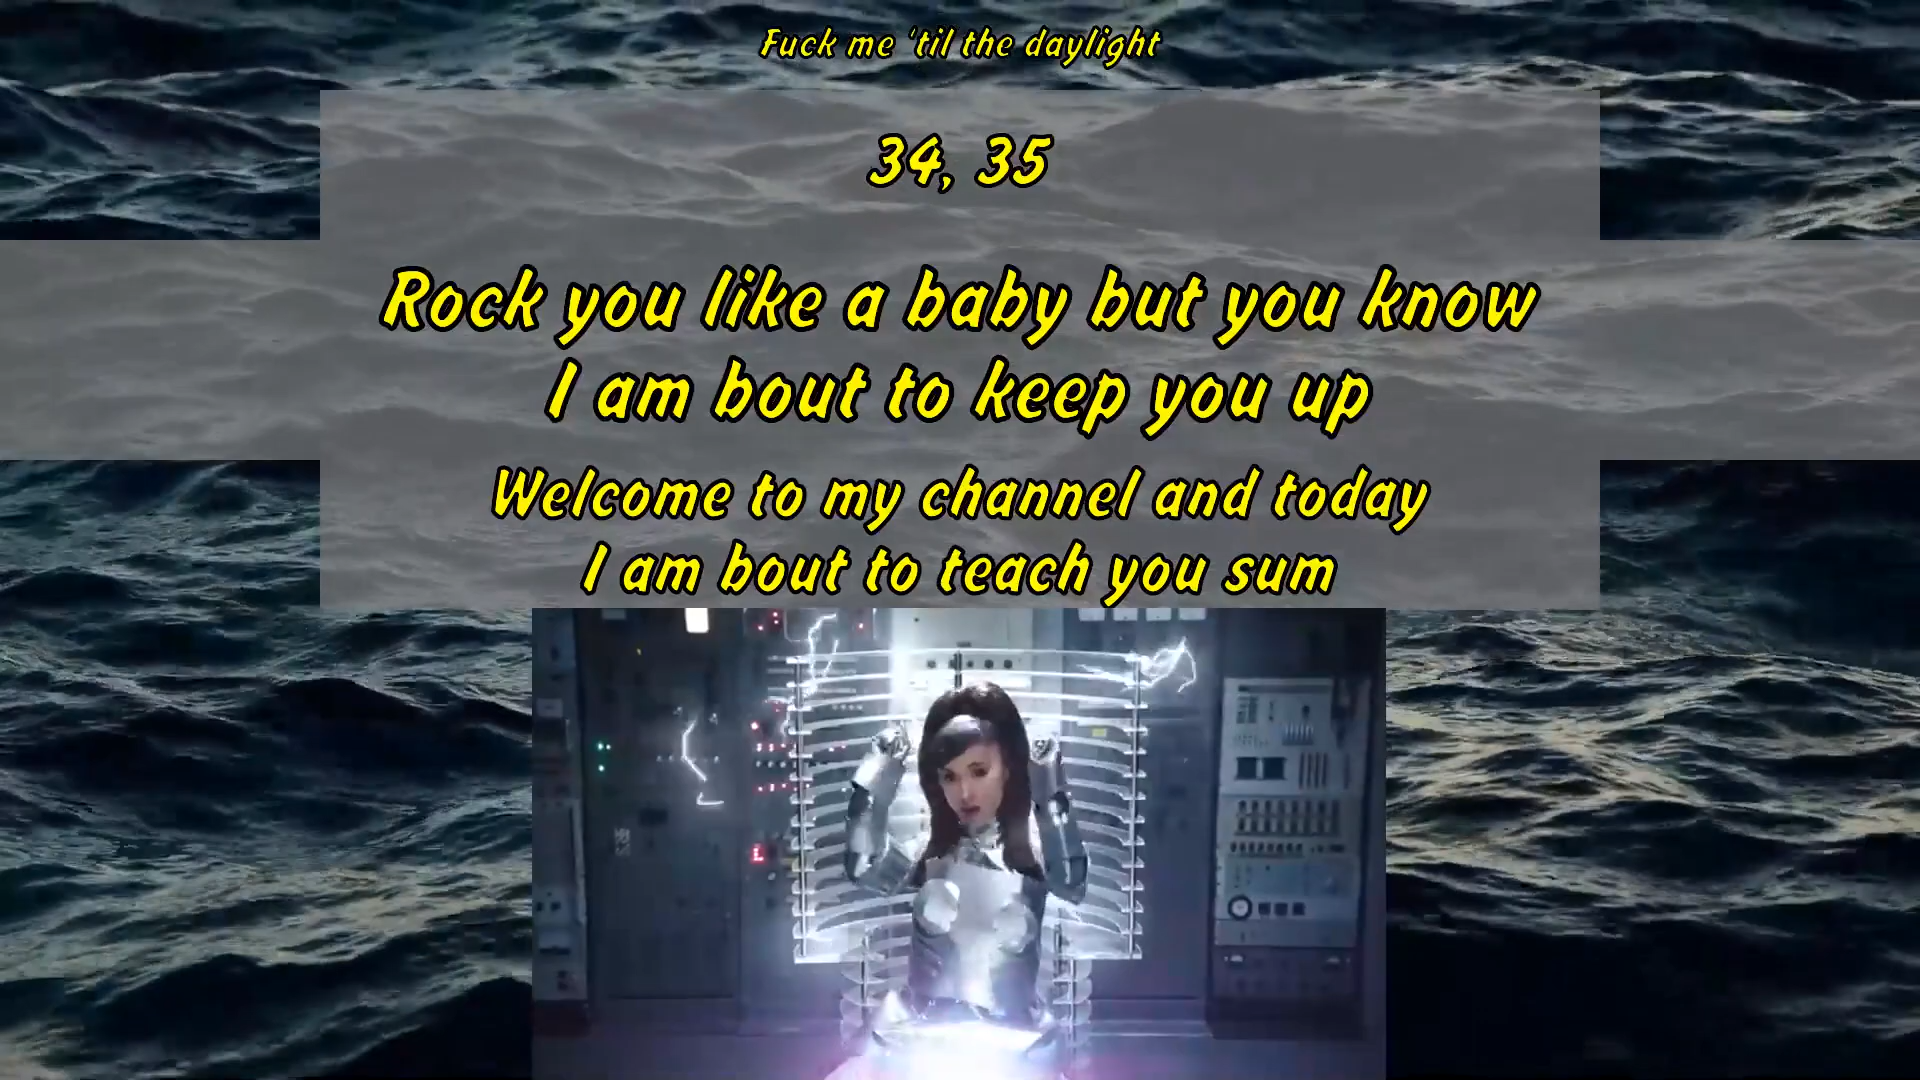 Fuck me 'til the daylight
34, 35
Rock you like a baby but you know
I am bout to keep you up
Welcome to my channel and today
I am bout to teach you sum